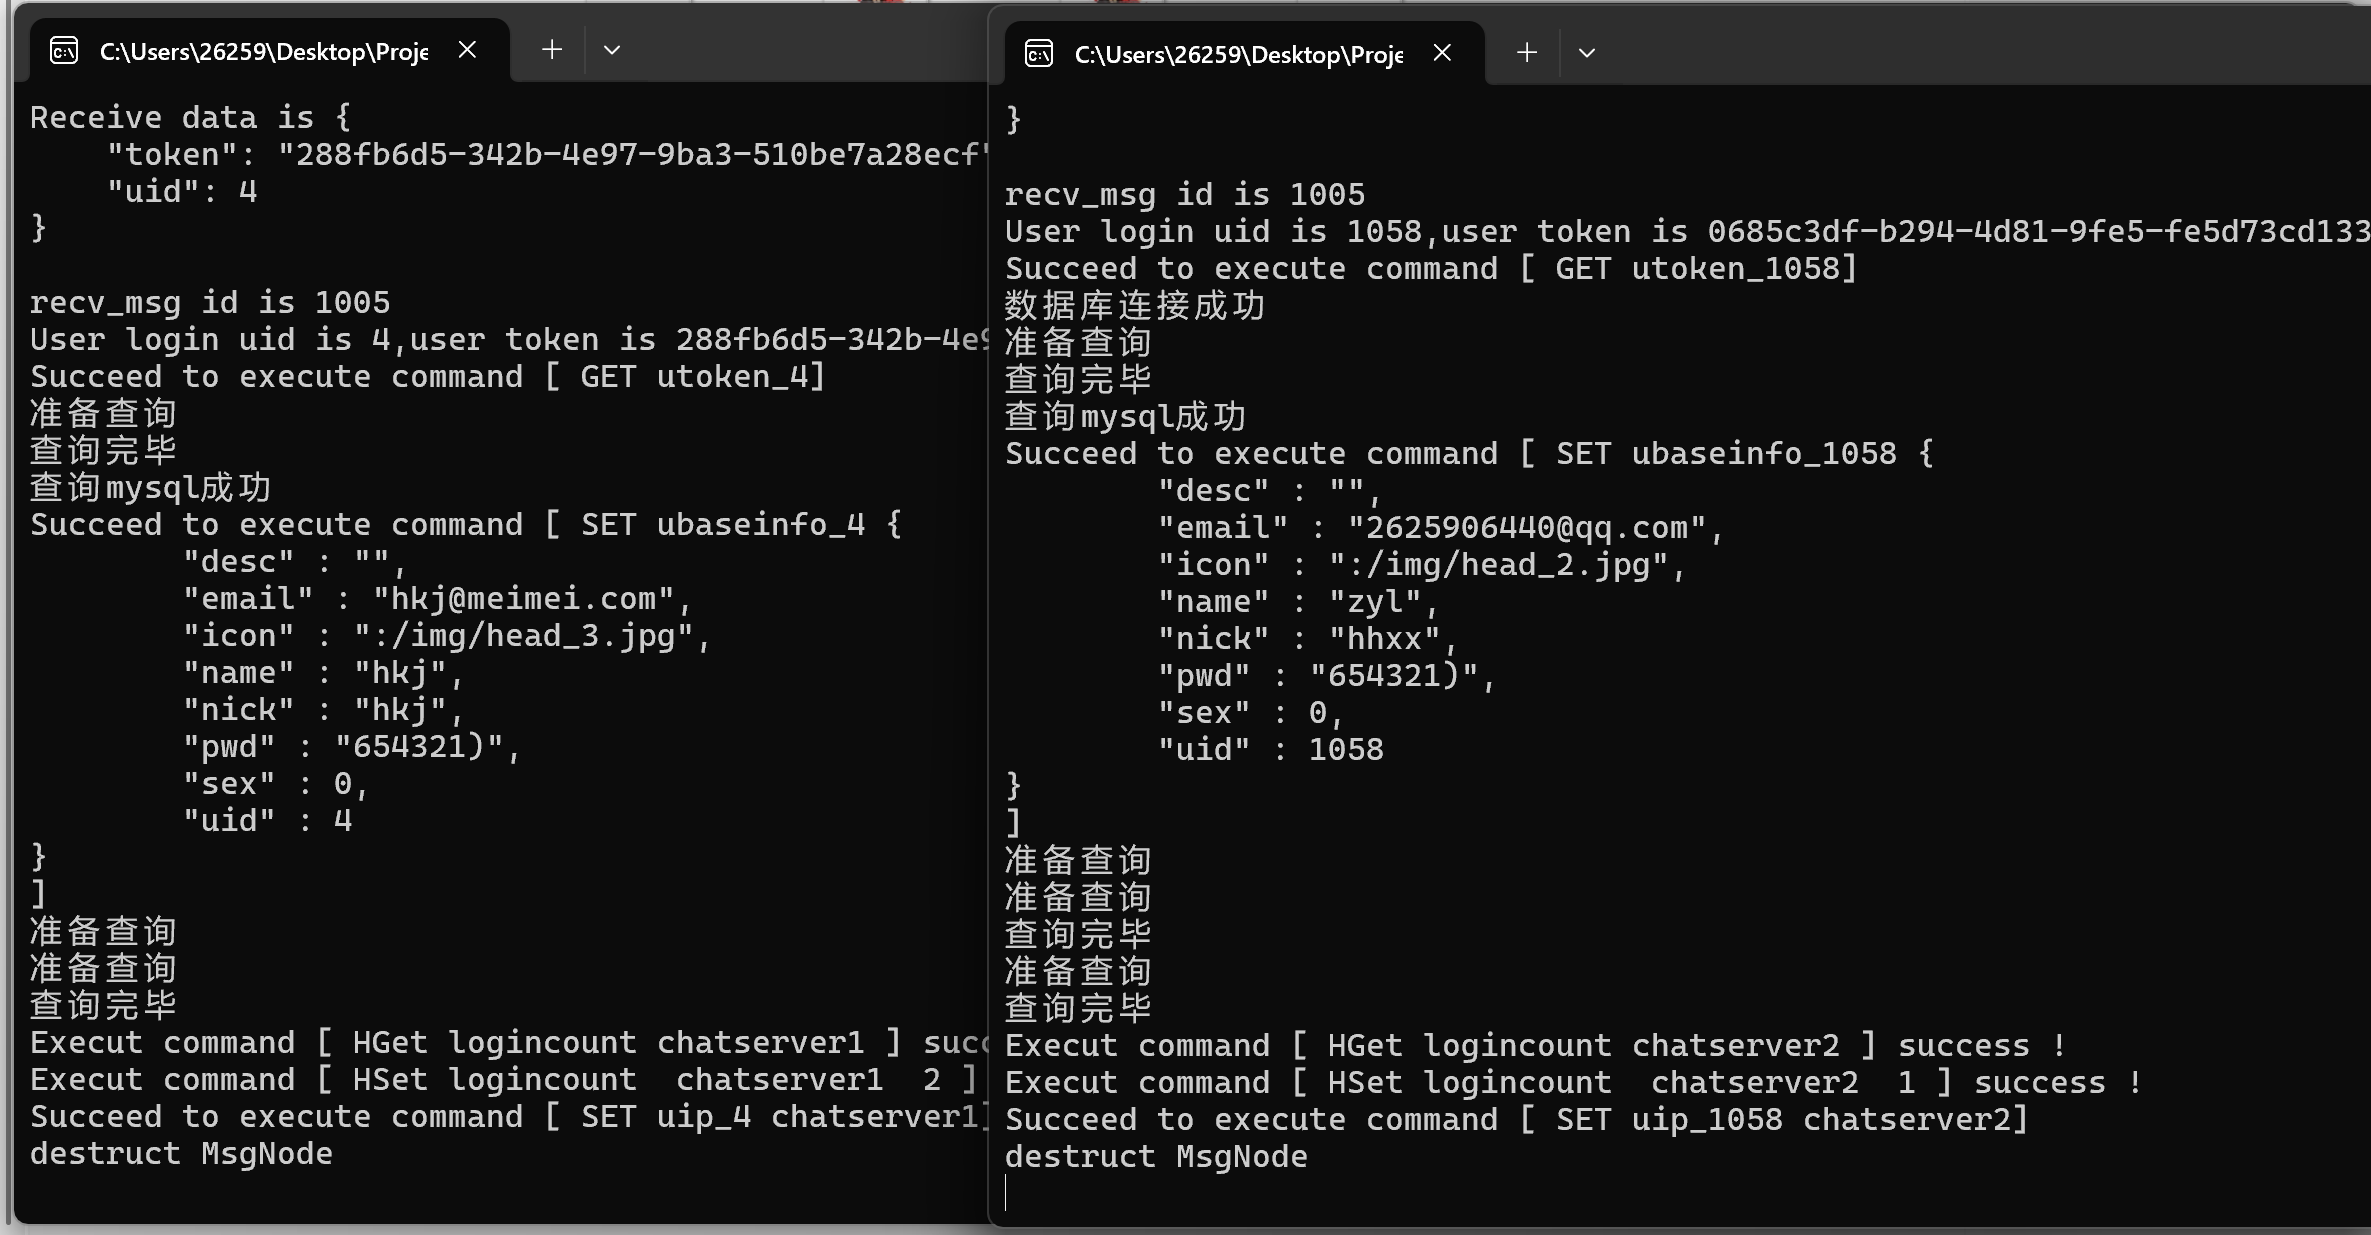 C:\Users\26259\Desktop\Proje
Receive data is {
"token": "288fb6d5-342b-4e97-9ba3-510be7a28ecf"
"uid": 4
}
recv_msg id is 1005
User login uid is 4,user token is 288fb6d5-342b-4e9
Succeed to execute command [ GET utoken_4]
准备查询
查询完毕
查询mysql成功
Succeed to execute command [ SET ubaseinfo_4 {
"desc" : "",
"email" : "hkj@meimei.com",
"icon" : ":/img/head_3.jpg",
"name" : "hkj",
"nick" : "hkj",
"pwd" : "654321)",
"sex" : 0,
"uid" : 4
}
]
准备查询
准备查询
查询完毕
Execut command [ HGet logincount chatserver1 ] succ
Execut command [ HSet logincount  chatserver1  2 ]
Succeed to execute command [ SET uip_4 chatserver1]
destruct MsgNode
C:\Users\26259\Desktop\Proje
}
recv_msg id is 1005
User login uid is 1058,user token is 0685c3df-b294-4d81-9fe5-fe5d73cd133
Succeed to execute command [ GET utoken_1058]
数据库连接成功
准备查询
查询完毕
查询mysql成功
Succeed to execute command [ SET ubaseinfo_1058 {
"desc" : "",
"email" : "2625906440@qq.com",
"icon" : ":/img/head_2.jpg",
"name" : "zyl",
"nick" : "hhxx",
"pwd" : "654321)",
"sex" : 0,
"uid" : 1058
}
]
准备查询
准备查询
查询完毕
准备查询
查询完毕
Execut command [ HGet logincount chatserver2 ] success !
Execut command [ HSet logincount  chatserver2  1 ] success !
Succeed to execute command [ SET uip_1058 chatserver2]
destruct MsgNode